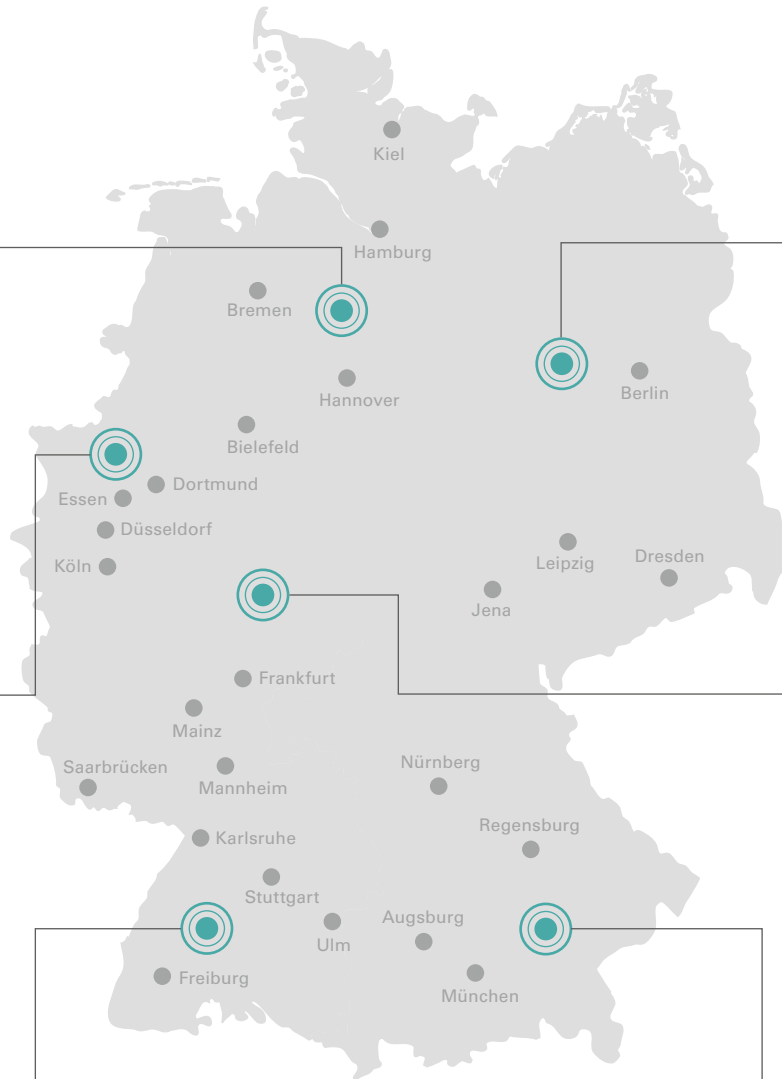 Kiel
Hamburg
Bremen
Hannover
Berlin
Bielefeld
Dortmund
Essen
Düsseldorf
Köln
Leipzig
Dresden
Jena
Frankfurt
Mainz
Saarbrücken
Mannheim
Nürnberg
Regensburg
Karlsruhe
Stuttgart
Augsburg
Ulm
Freiburg
München